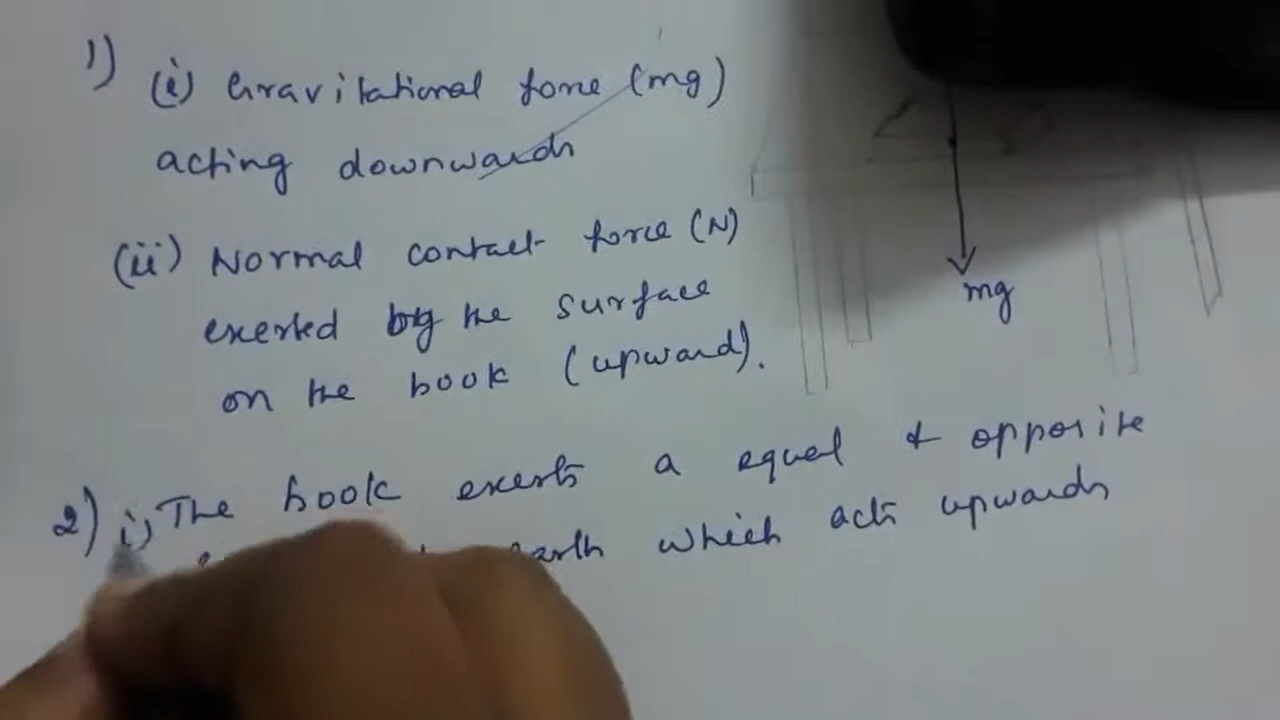 1) (i) Gravitational force (mg)
acting downwards
(ii) Normal contact force (N)
exerted by the surface
on the book (upward).
mg
2) i) The book exerts a equal & opposite
earth which acts upwards